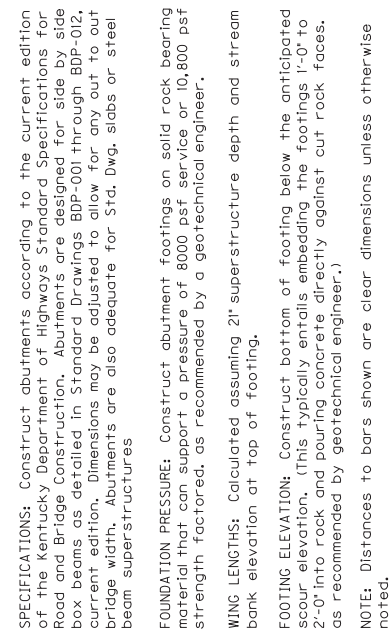 SPECIFICATIONS: Construct abutments according to the current edition
of the Kentucky Department of Highways Standard Specifications for
Road and Bridge Construction. Abutments are designed for side by side
box beams as detailed in Standard Drawings BDP-001 through BDP-012,
current edition. Dimensions may be adjusted to allow for any out to out
bridge width. Abutments are also adequate for Std. Dwg. slabs or steel
beam superstructures
FOUNDATION PRESSURE: Construct abutment footings on solid rock bearing
material that can support a pressure of 8000 psf service or 10,800 psf
strength factored, as recommended by a geotechnical engineer.
WING LENGTHS: Calculated assuming 21" superstructure depth and stream
bank elevation at top of footing.
FOOTING ELEVATION: Construct bottom of footing below the anticipated
scour elevation. (This typically entails embedding the footings 1'-0" to
2'-0" into rock and pouring concrete directly against cut rock faces.
as recommended by geotechnical engineer.)
NOTE: Distances to bars shown are clear dimensions unless otherwise
noted.